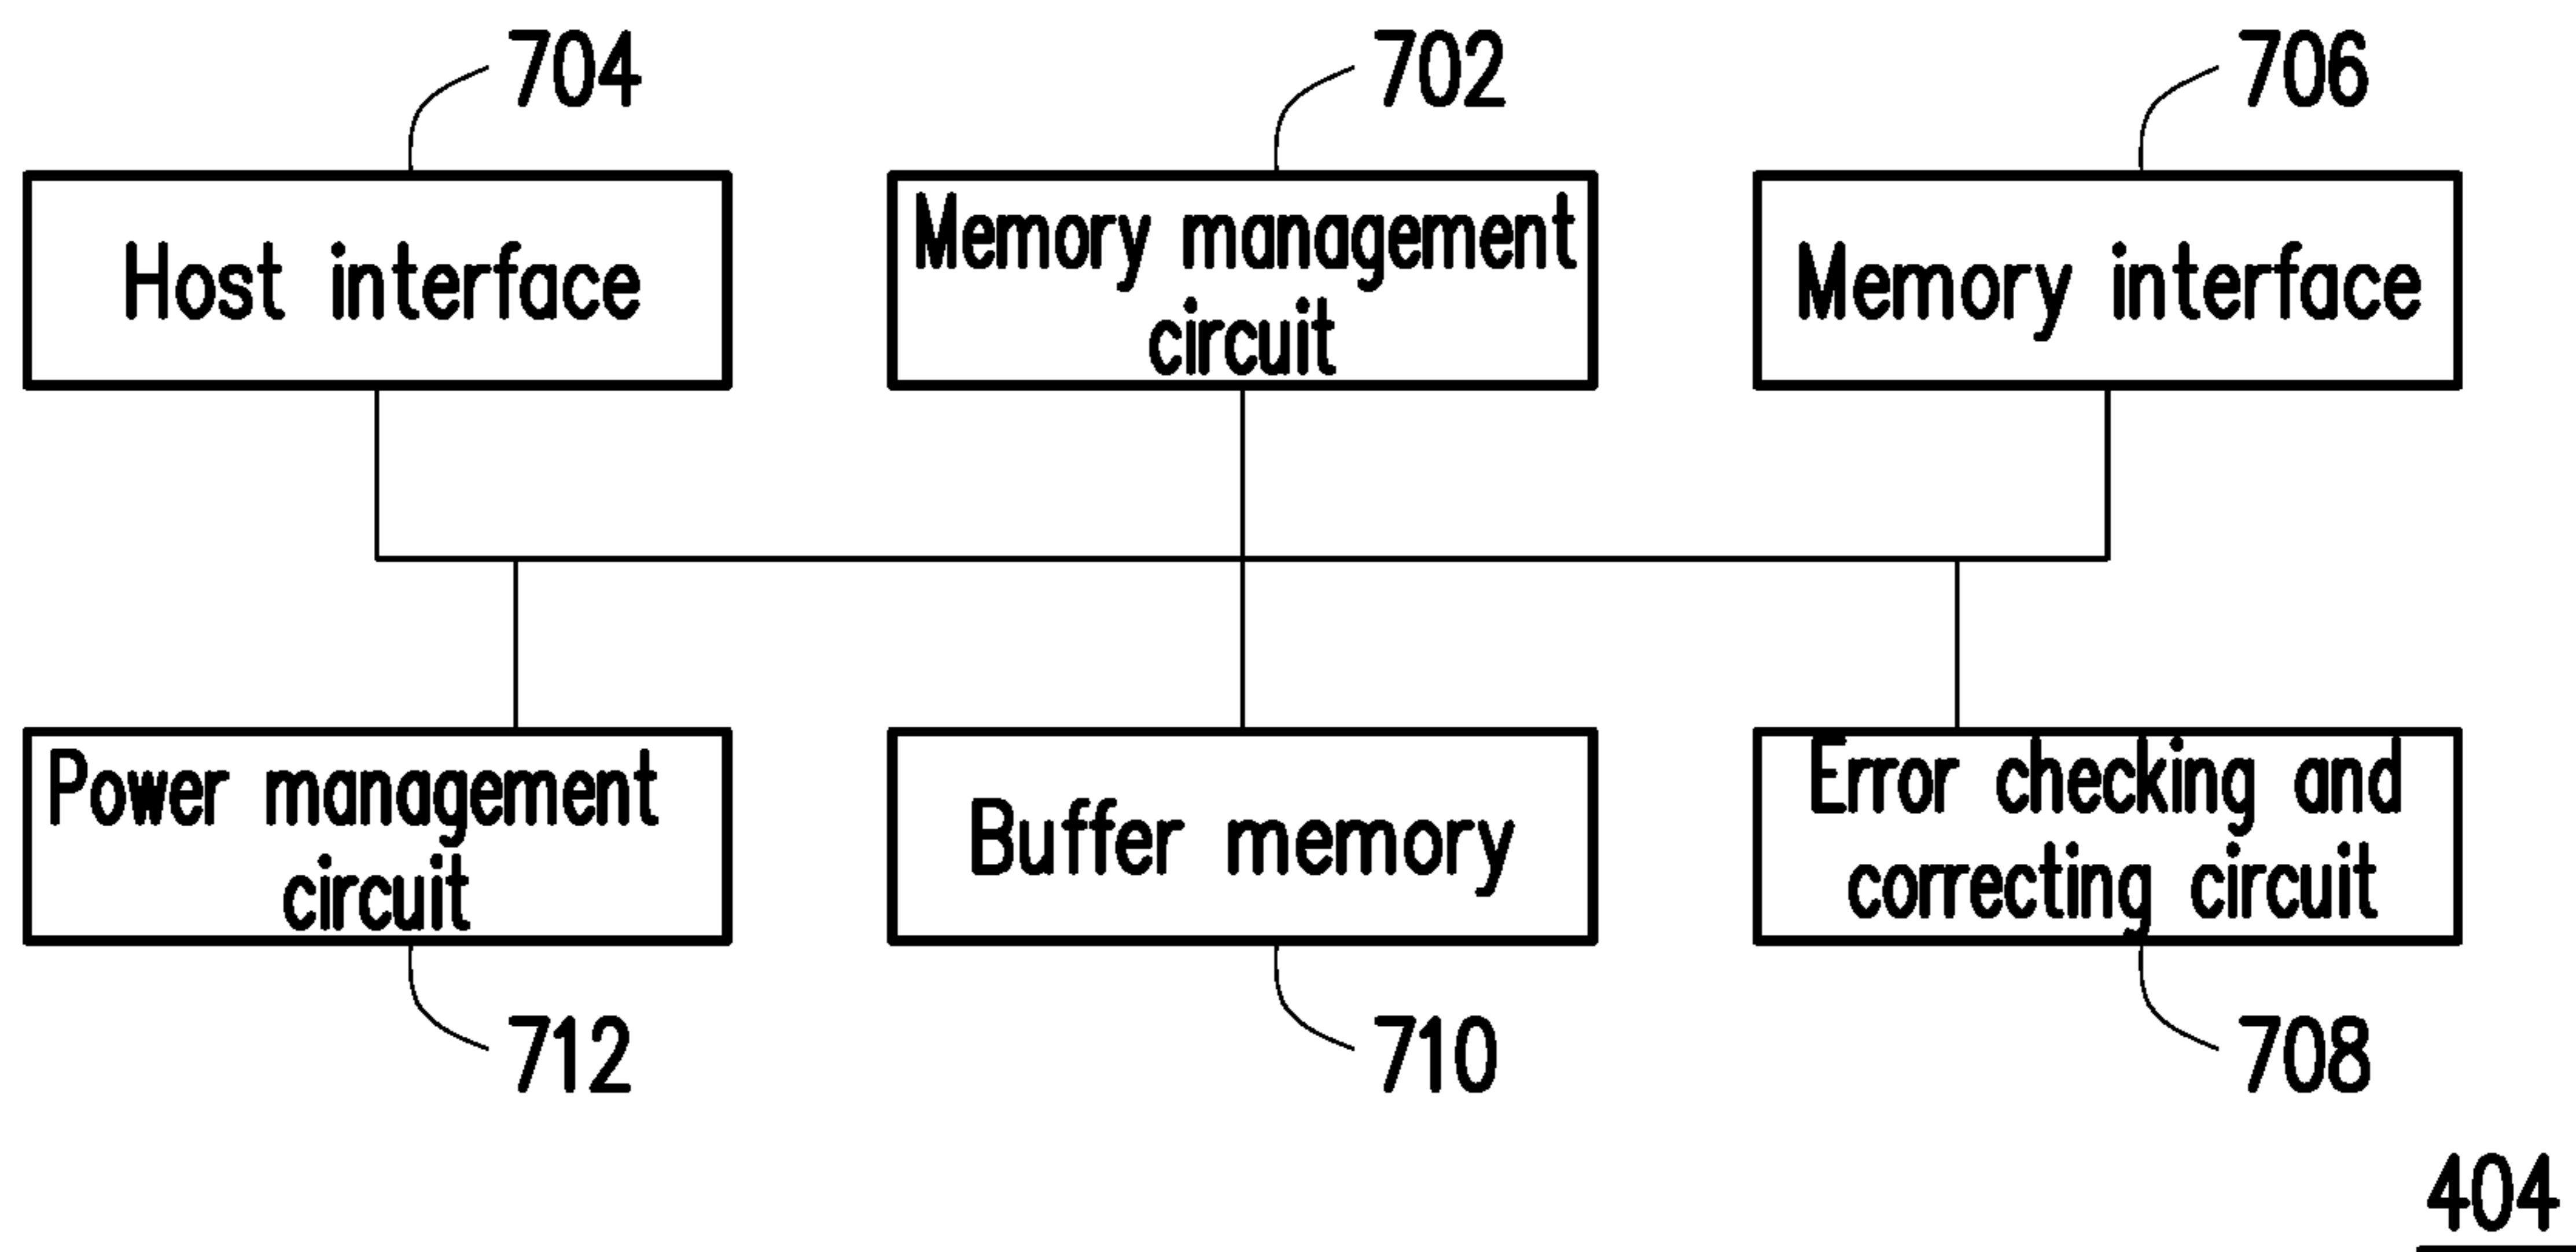 704
702
706
Host interface
Memory management
circuit
Memory interface
Power management
circuit
Buffer memory
Error checking and
correcting circuit
712
710
708
404